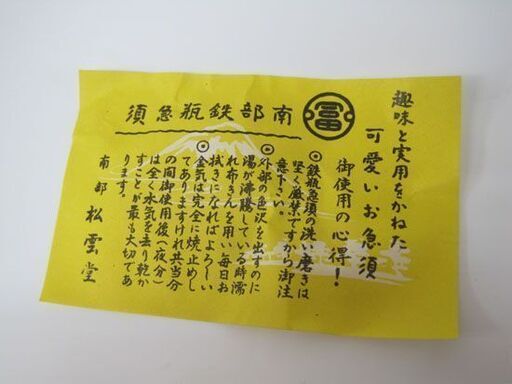 趣味と実用をかねた
可愛いお急須
御使用の心得!
冨
須急瓶鉄部南
◎鉄瓶急須の洗い磨きは
堅く厳禁ですから御注
意下さい。
◎外部の色沢を出すのに
湯が沸騰している時濡
れ布きんを用い毎日お
拭きになればよろしい
◎金気は完全に焼止めし
てありますけれ共当分
の間御使用後(夜分)
は全く水気を去り乾か
すことが最も大切であ
ります。
南部 松雲堂